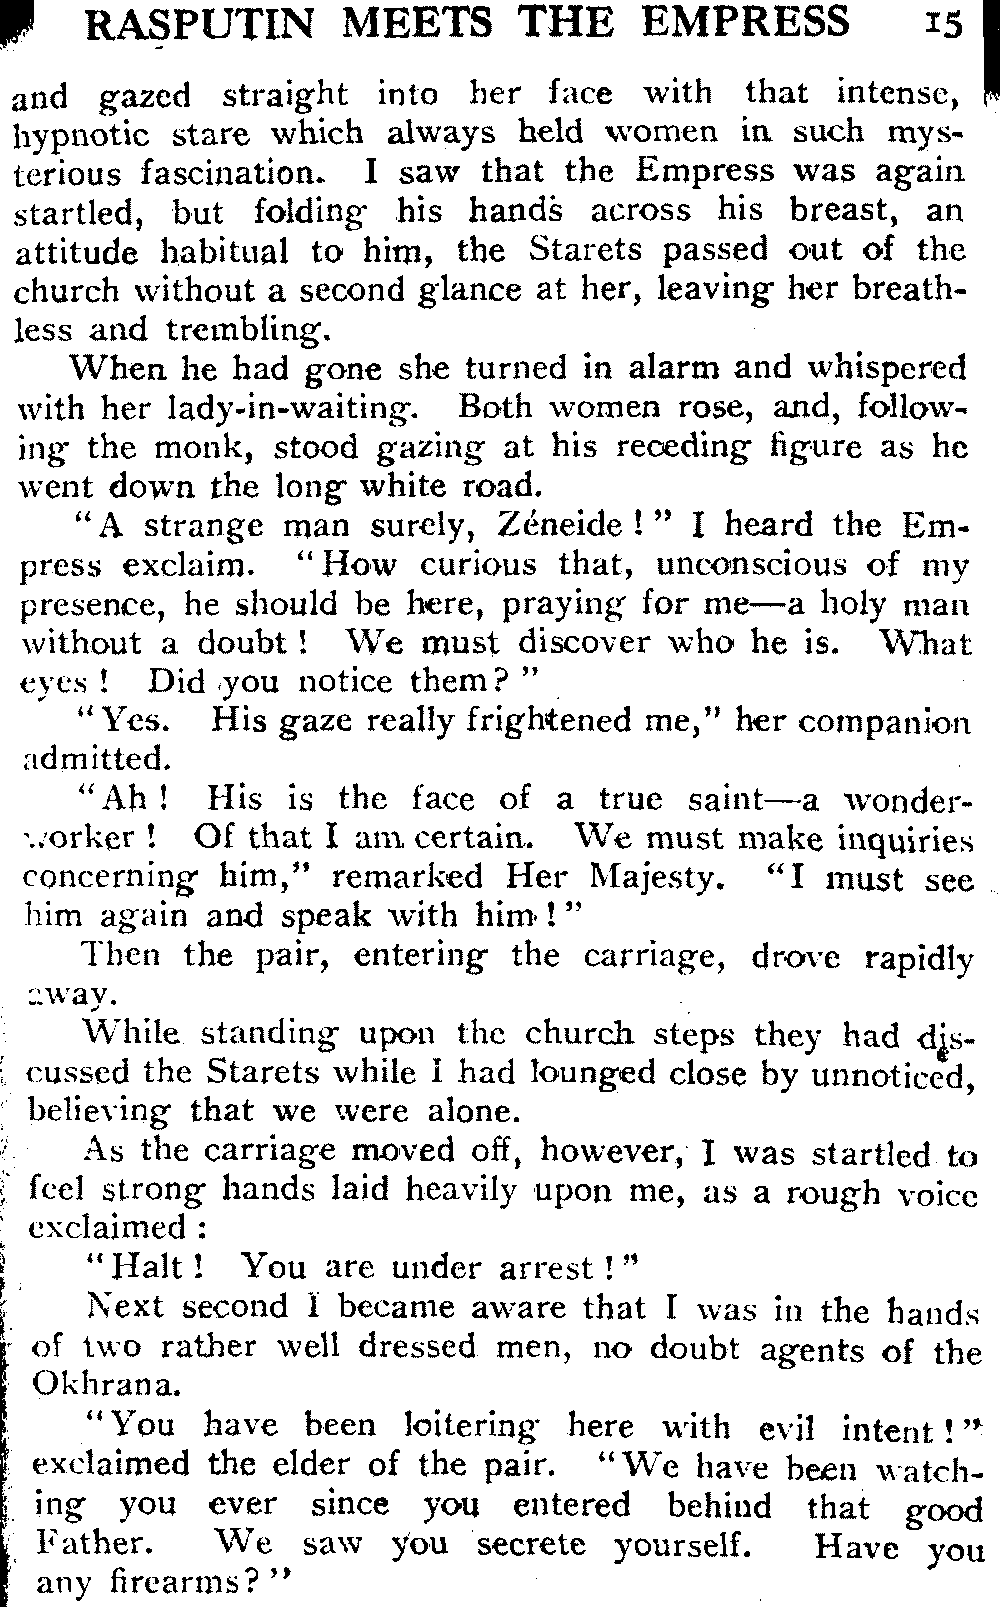 RASPUTIN MEETS THE EMPRESS 15
and gazed straight into her face with that intense,
hypnotic stare which always held women in such mys-
terious fascination. I saw that the Empress was again
startled, but folding his hands across his breast, an
attitude habitual to him, the Starets passed out of the
church without a second glance at her, leaving her breath-
less and trembling.
When he had gone she turned in alarm and whispered
with her lady-in-waiting. Both women rose, and, follow-
ing the monk, stood gazing at his receding figure as he
went down the long white road.
"A strange man surely, Zéneide!" I heard the Em-
press exclaim. "How curious that, unconscious of my
presence, he should be here, praying for me—a holy man
without a doubt! We must discover who he is. What
eyes! Did you notice them?"
"Yes. His gaze really frightened me," her companion
admitted.
"Ah! His is the face of a true saint—a wonder-
worker! Of that I am certain. We must make inquiries
concerning him," remarked Her Majesty. "I must see
him again and speak with him!"
Then the pair, entering the carriage, drove rapidly
away.
While standing upon the church steps they had dis-
cussed the Starets while I had lounged close by unnoticed,
believing that we were alone.
As the carriage moved off, however, I was startled to
feel strong hands laid heavily upon me, as a rough voice
exclaimed:
"Halt! You are under arrest!"
Next second I became aware that I was in the hands
of two rather well dressed men, no doubt agents of the
Okhrana.
"You have been loitering here with evil intent!"
exclaimed the elder of the pair. "We have been watch-
ing you ever since you entered behind that good
Father. We saw you secrete yourself. Have you
any firearms?"